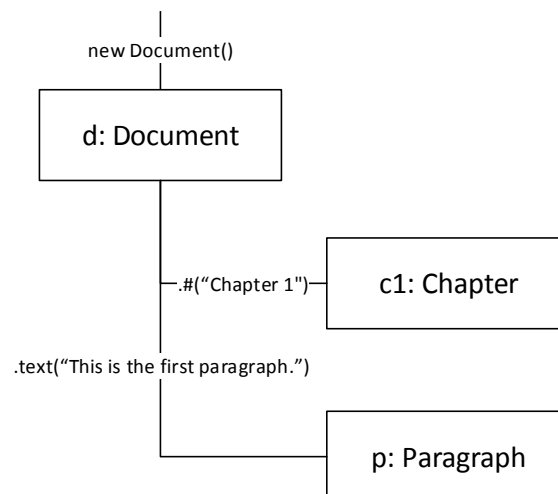 new Document()
d: Document
.#(“Chapter 1")
c1: Chapter
.text(“This is the first paragraph.”)
p: Paragraph